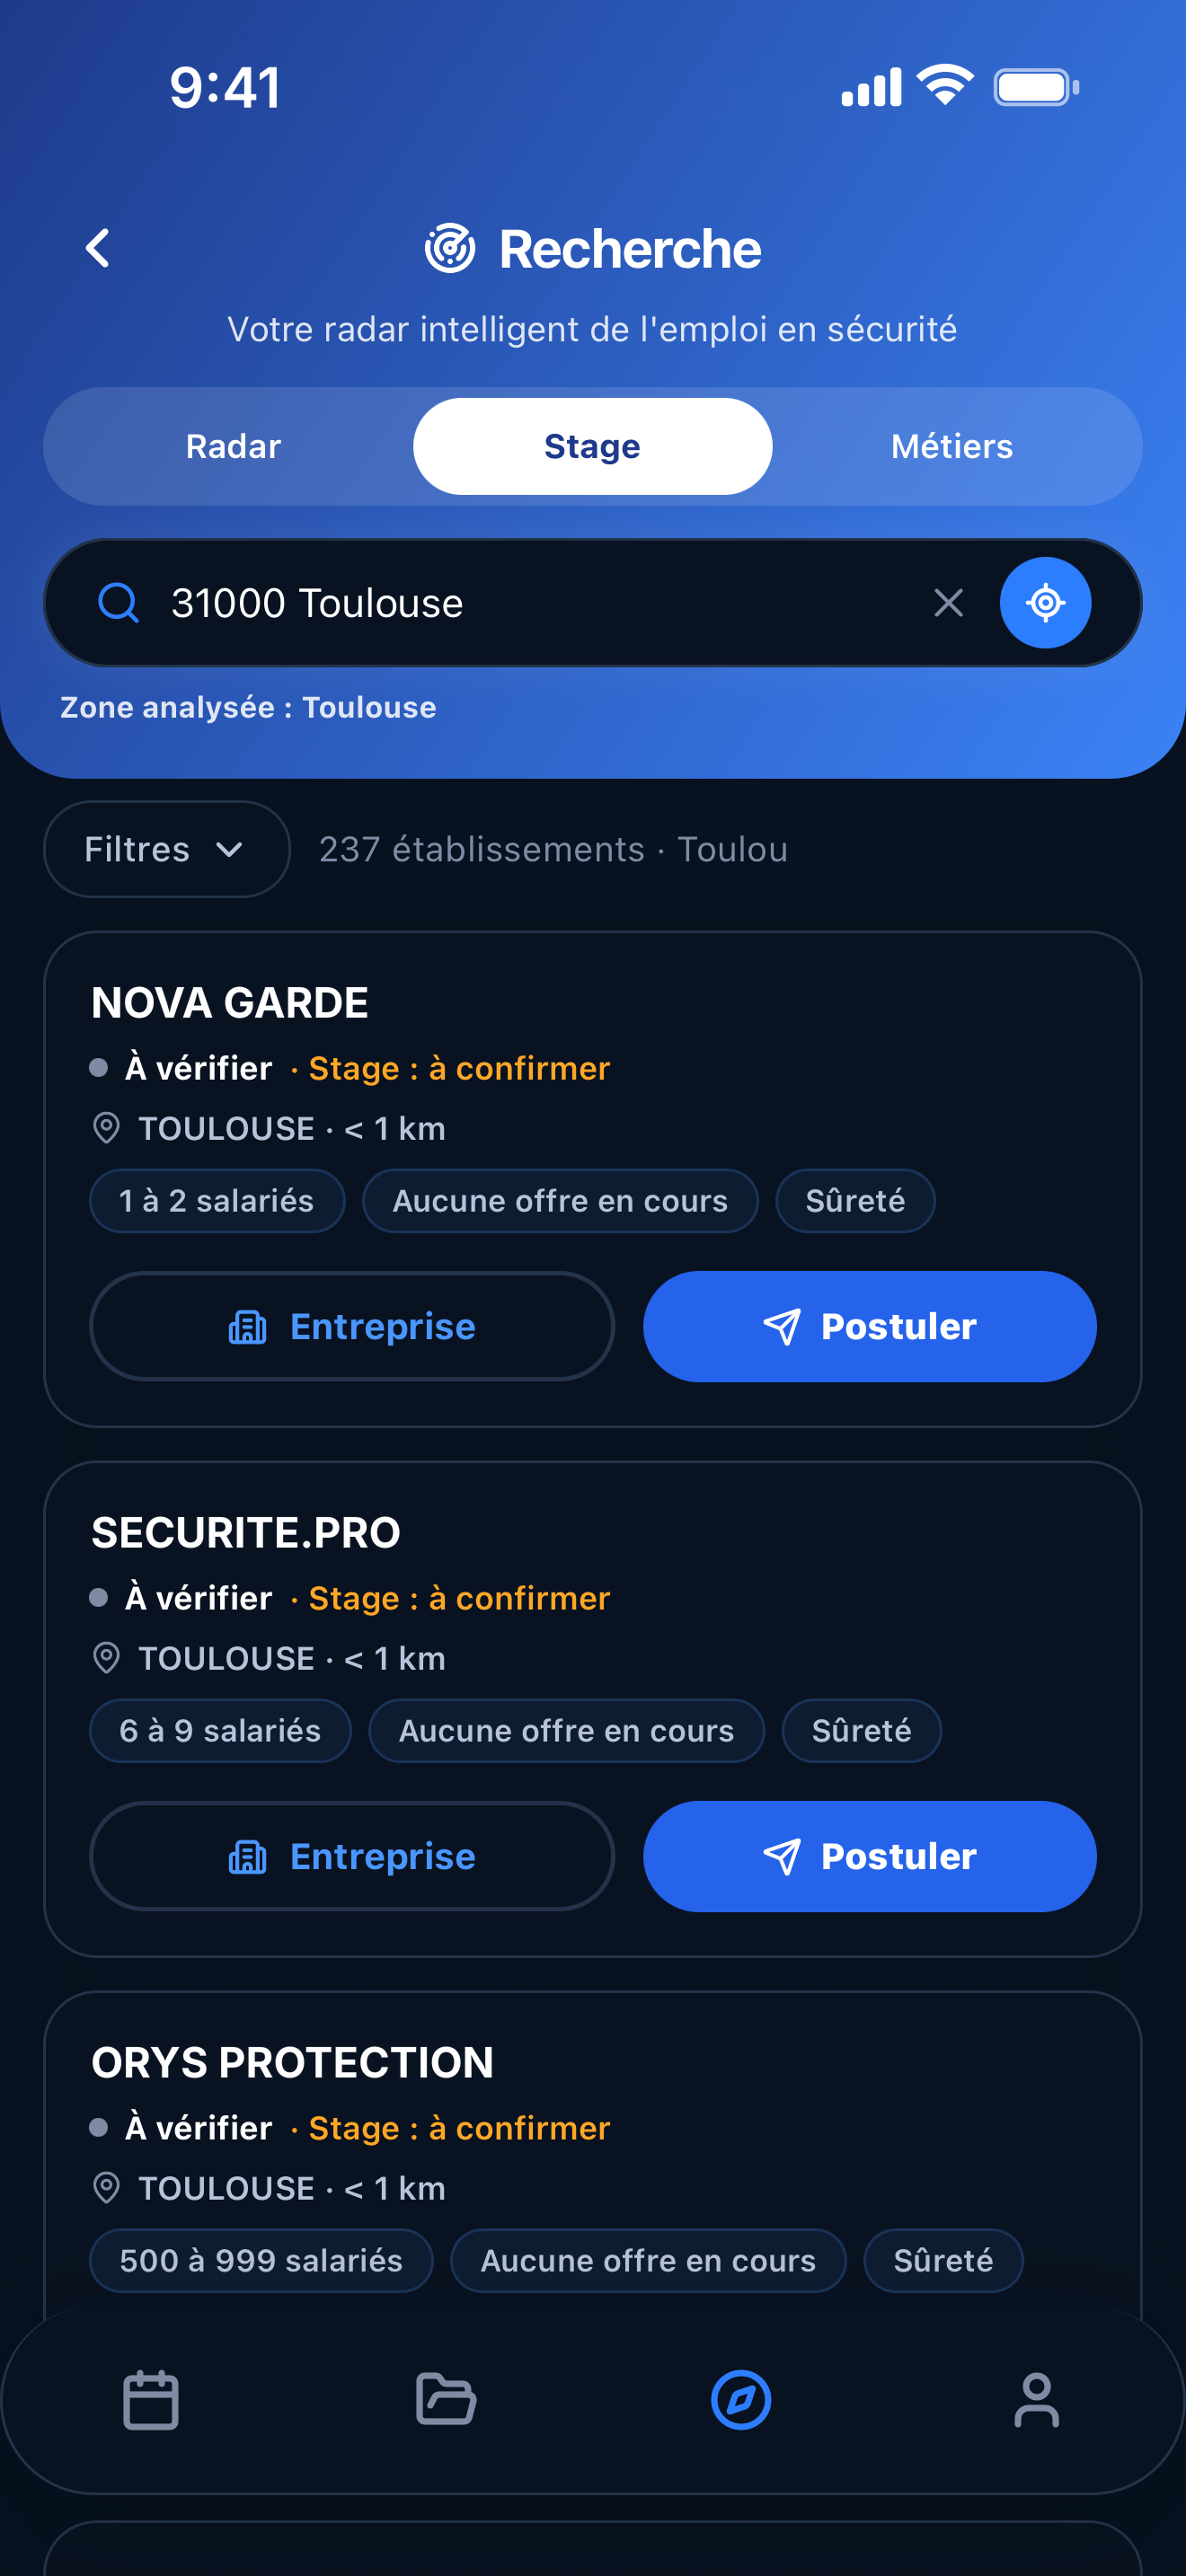 9:41
Recherche
Votre radar intelligent de l'emploi en sécurité
Radar
Stage
Métiers
31000 Toulouse
Zone analysée : Toulouse
Filtres
237 établissements · Toulou
NOVA GARDE
À vérifier · Stage : à confirmer
TOULOUSE · < 1 km
1 à 2 salariés
Aucune offre en cours
Sûreté
Entreprise
Postuler
SECURITE.PRO
À vérifier · Stage : à confirmer
TOULOUSE · < 1 km
6 à 9 salariés
Aucune offre en cours
Sûreté
Entreprise
Postuler
ORYS PROTECTION
À vérifier · Stage : à confirmer
TOULOUSE · < 1 km
500 à 999 salariés
Aucune offre en cours
Sûreté